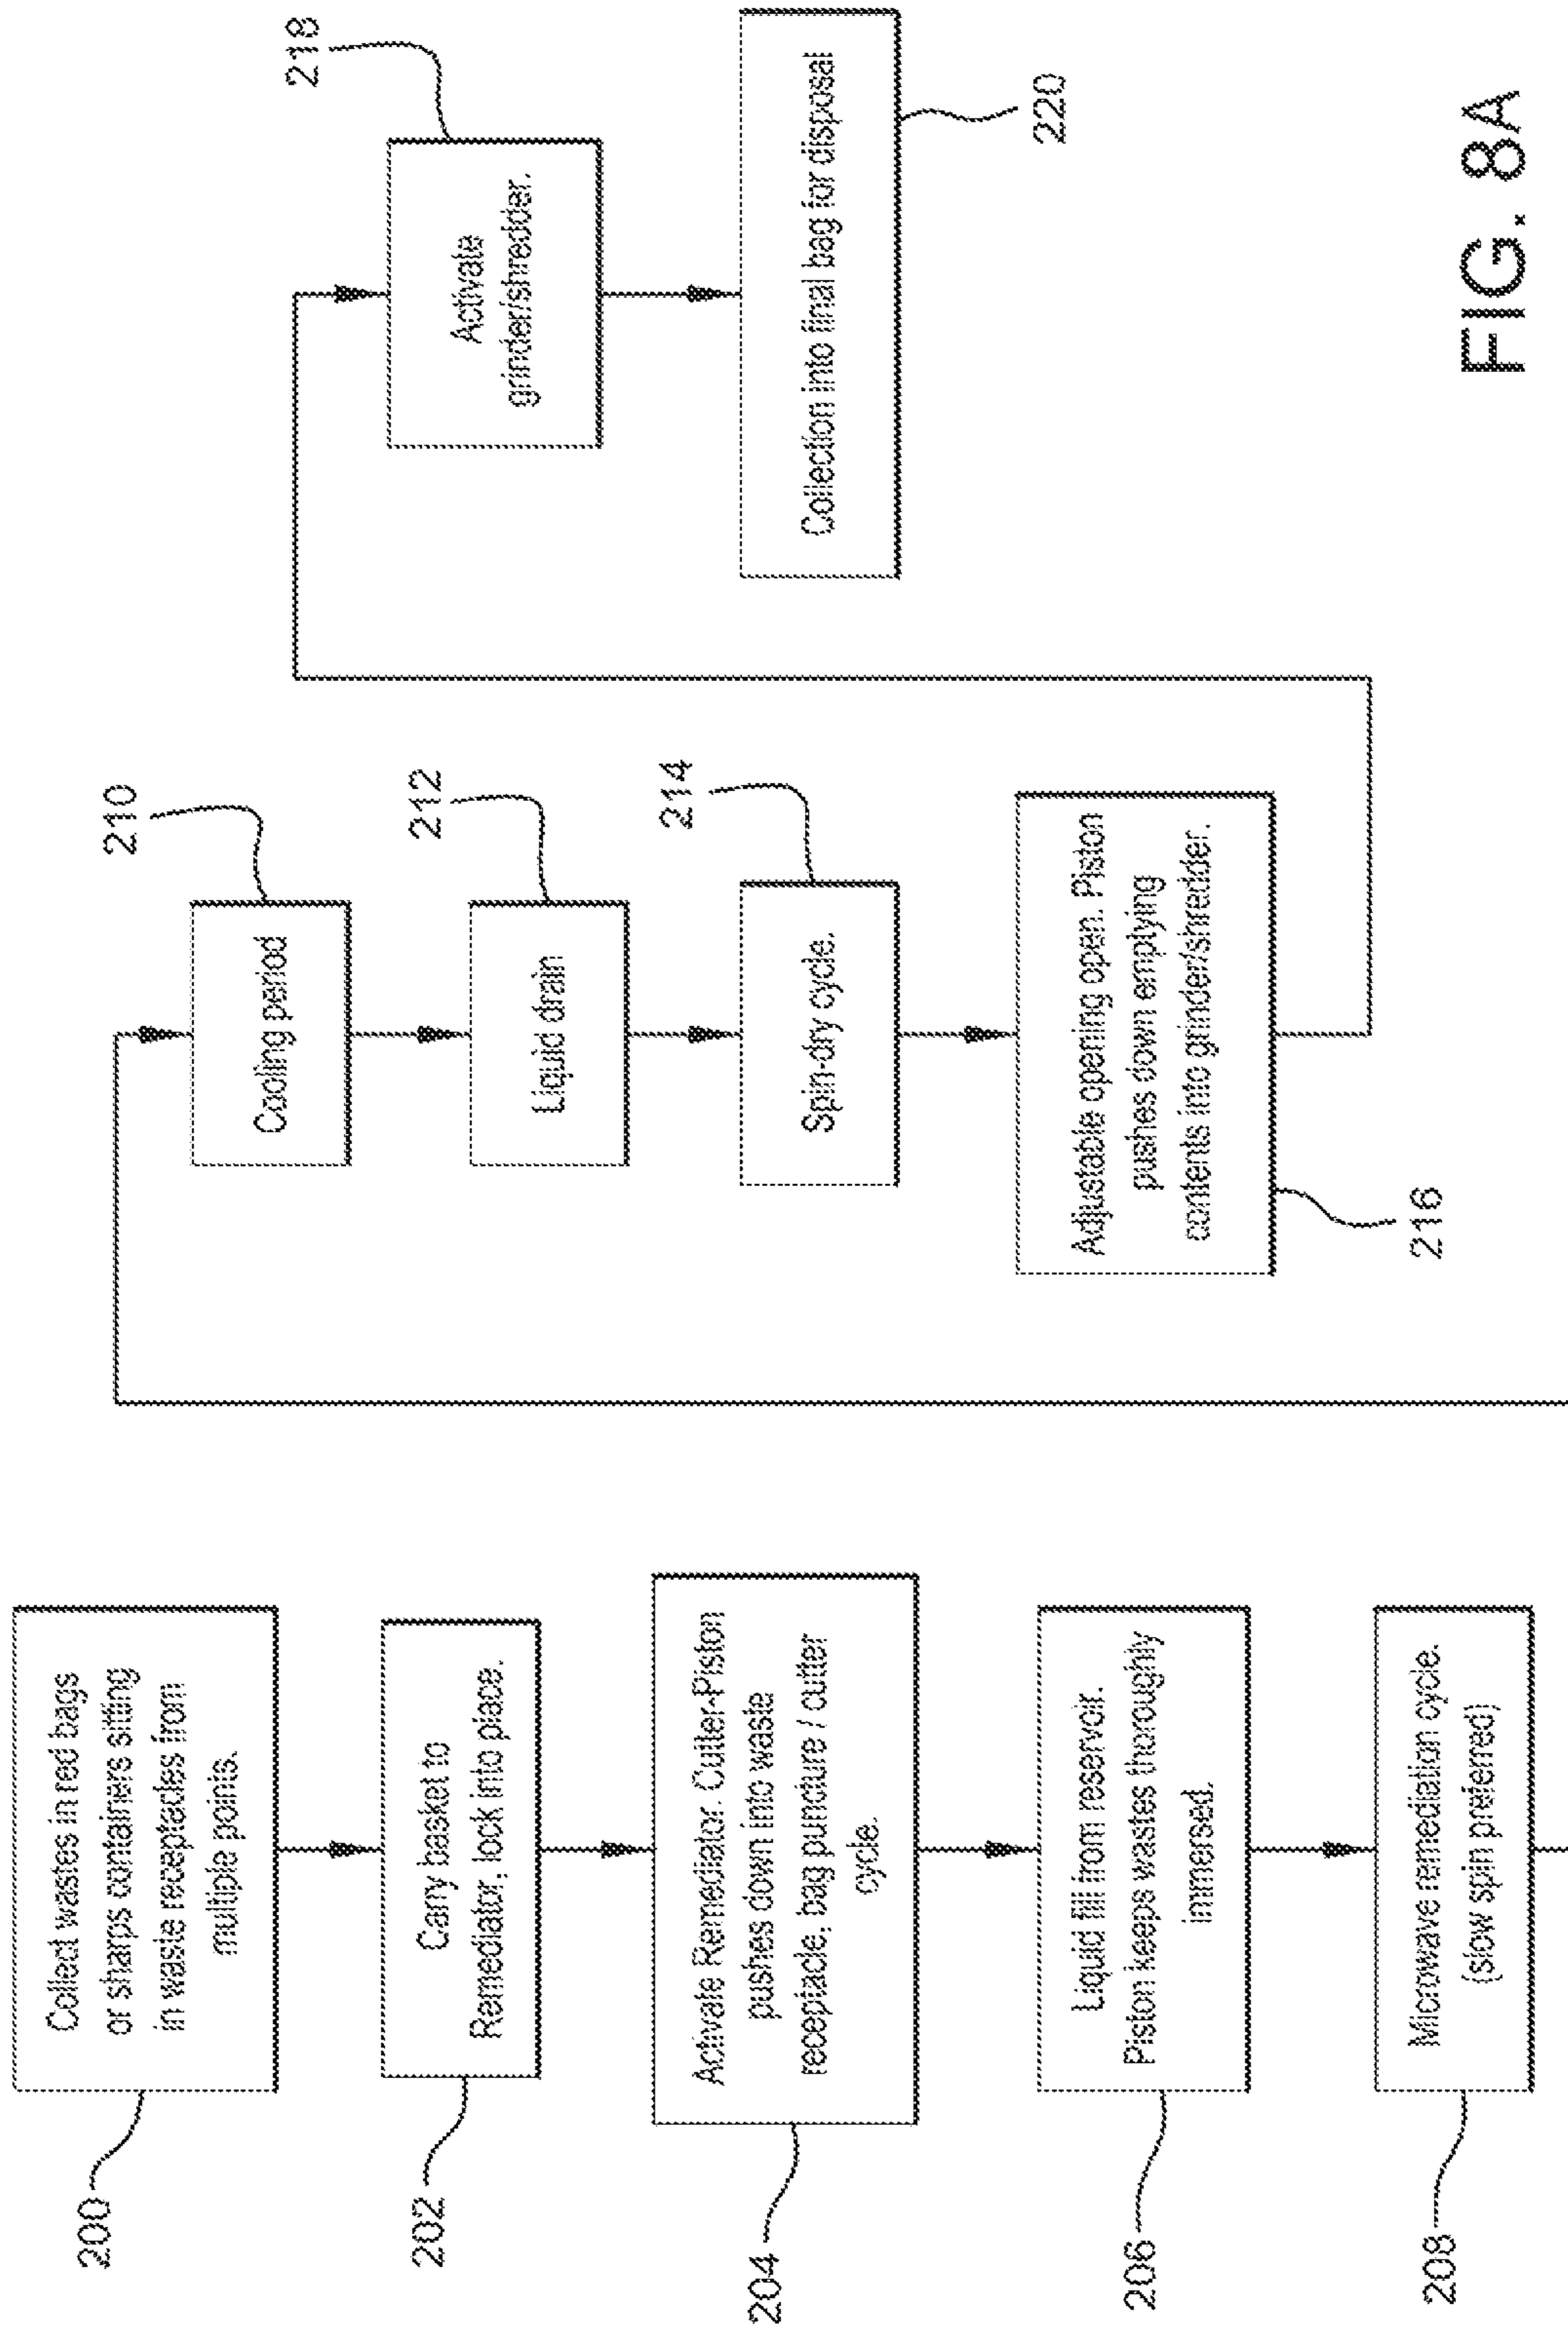 200
Collect wastes in red bags
or sharps containers sitting
in waste receptacles from
multiple points.
202
Carry basket to
Remediator, lock into place.
204
Activate Remediator. Cutter-Piston
pushes down into waste
receptacle, bag puncture / cutter
cycle.
206
Liquid fill from reservoir.
Piston keeps wastes thoroughly
immersed.
208
Microwave remediation cycle.
(slow spin preferred)
210
Cooling period
212
Liquid drain
214
Spin-dry cycle.
Adjustable opening open. Piston
pushes down emptying
contents into grinder/shredder.
216
218
Activate
grinder/shredder.
Collection into final bag for disposal
220
FIG. 8A